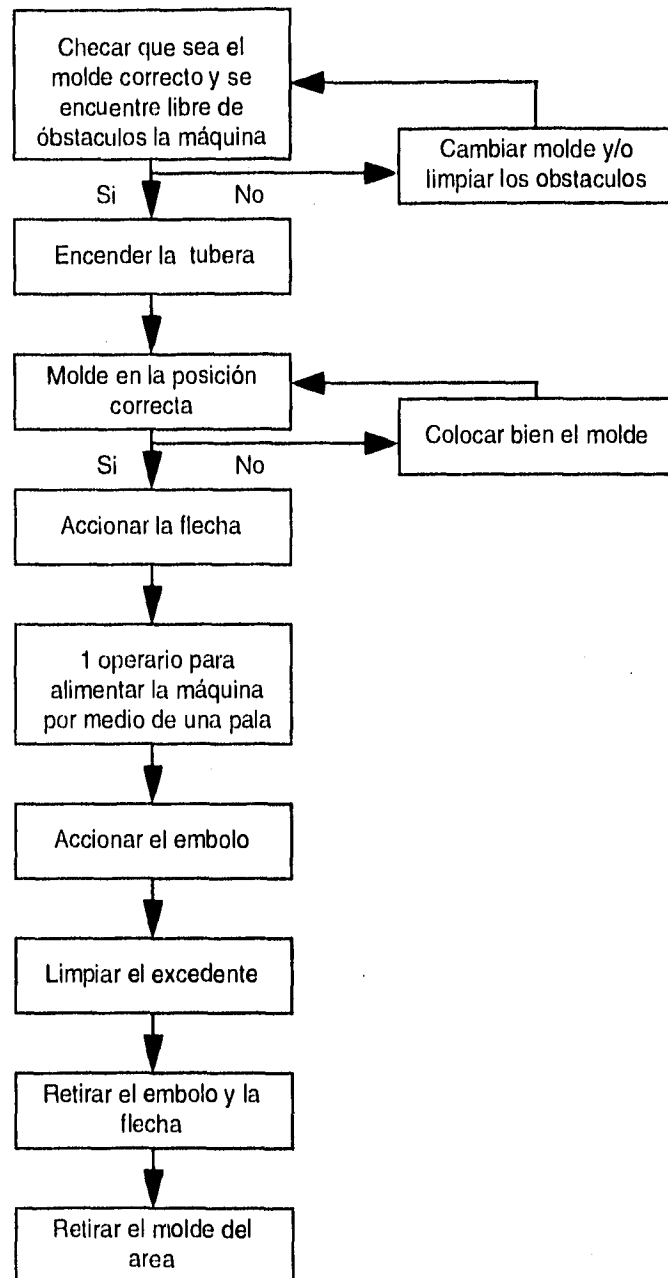 Checar que sea el
molde correcto y se
encuentre libre de
óbstaculos la máquina
Cambiar molde y/o
limpiar los obstaculos
Si
No
Encender la tubera
Molde en la posición
correcta
Colocar bien el molde
Si
No
Accionar la flecha
1 operario para
alimentar la máquina
por medio de una pala
Accionar el embolo
Limpiar el excedente
Retirar el embolo y la
flecha
Retirar el molde del
area